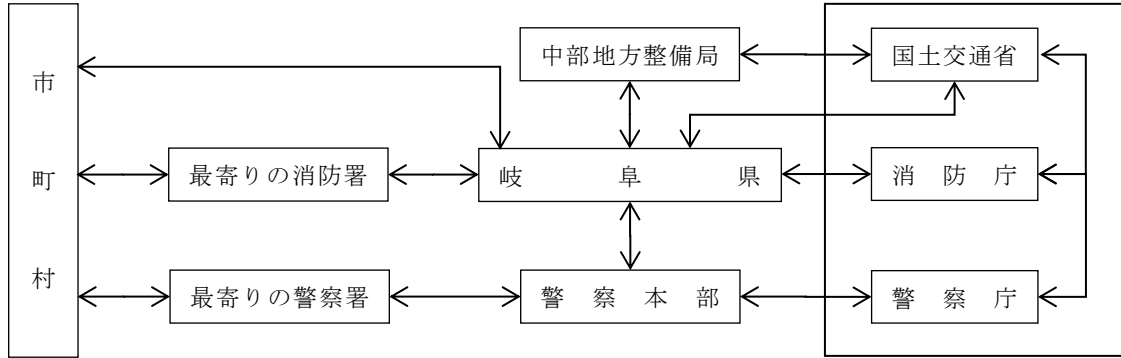 市町村
中部地方整備局
国土交通省
最寄りの消防署
岐阜県
消防庁
最寄りの警察署
警察本部
警察庁